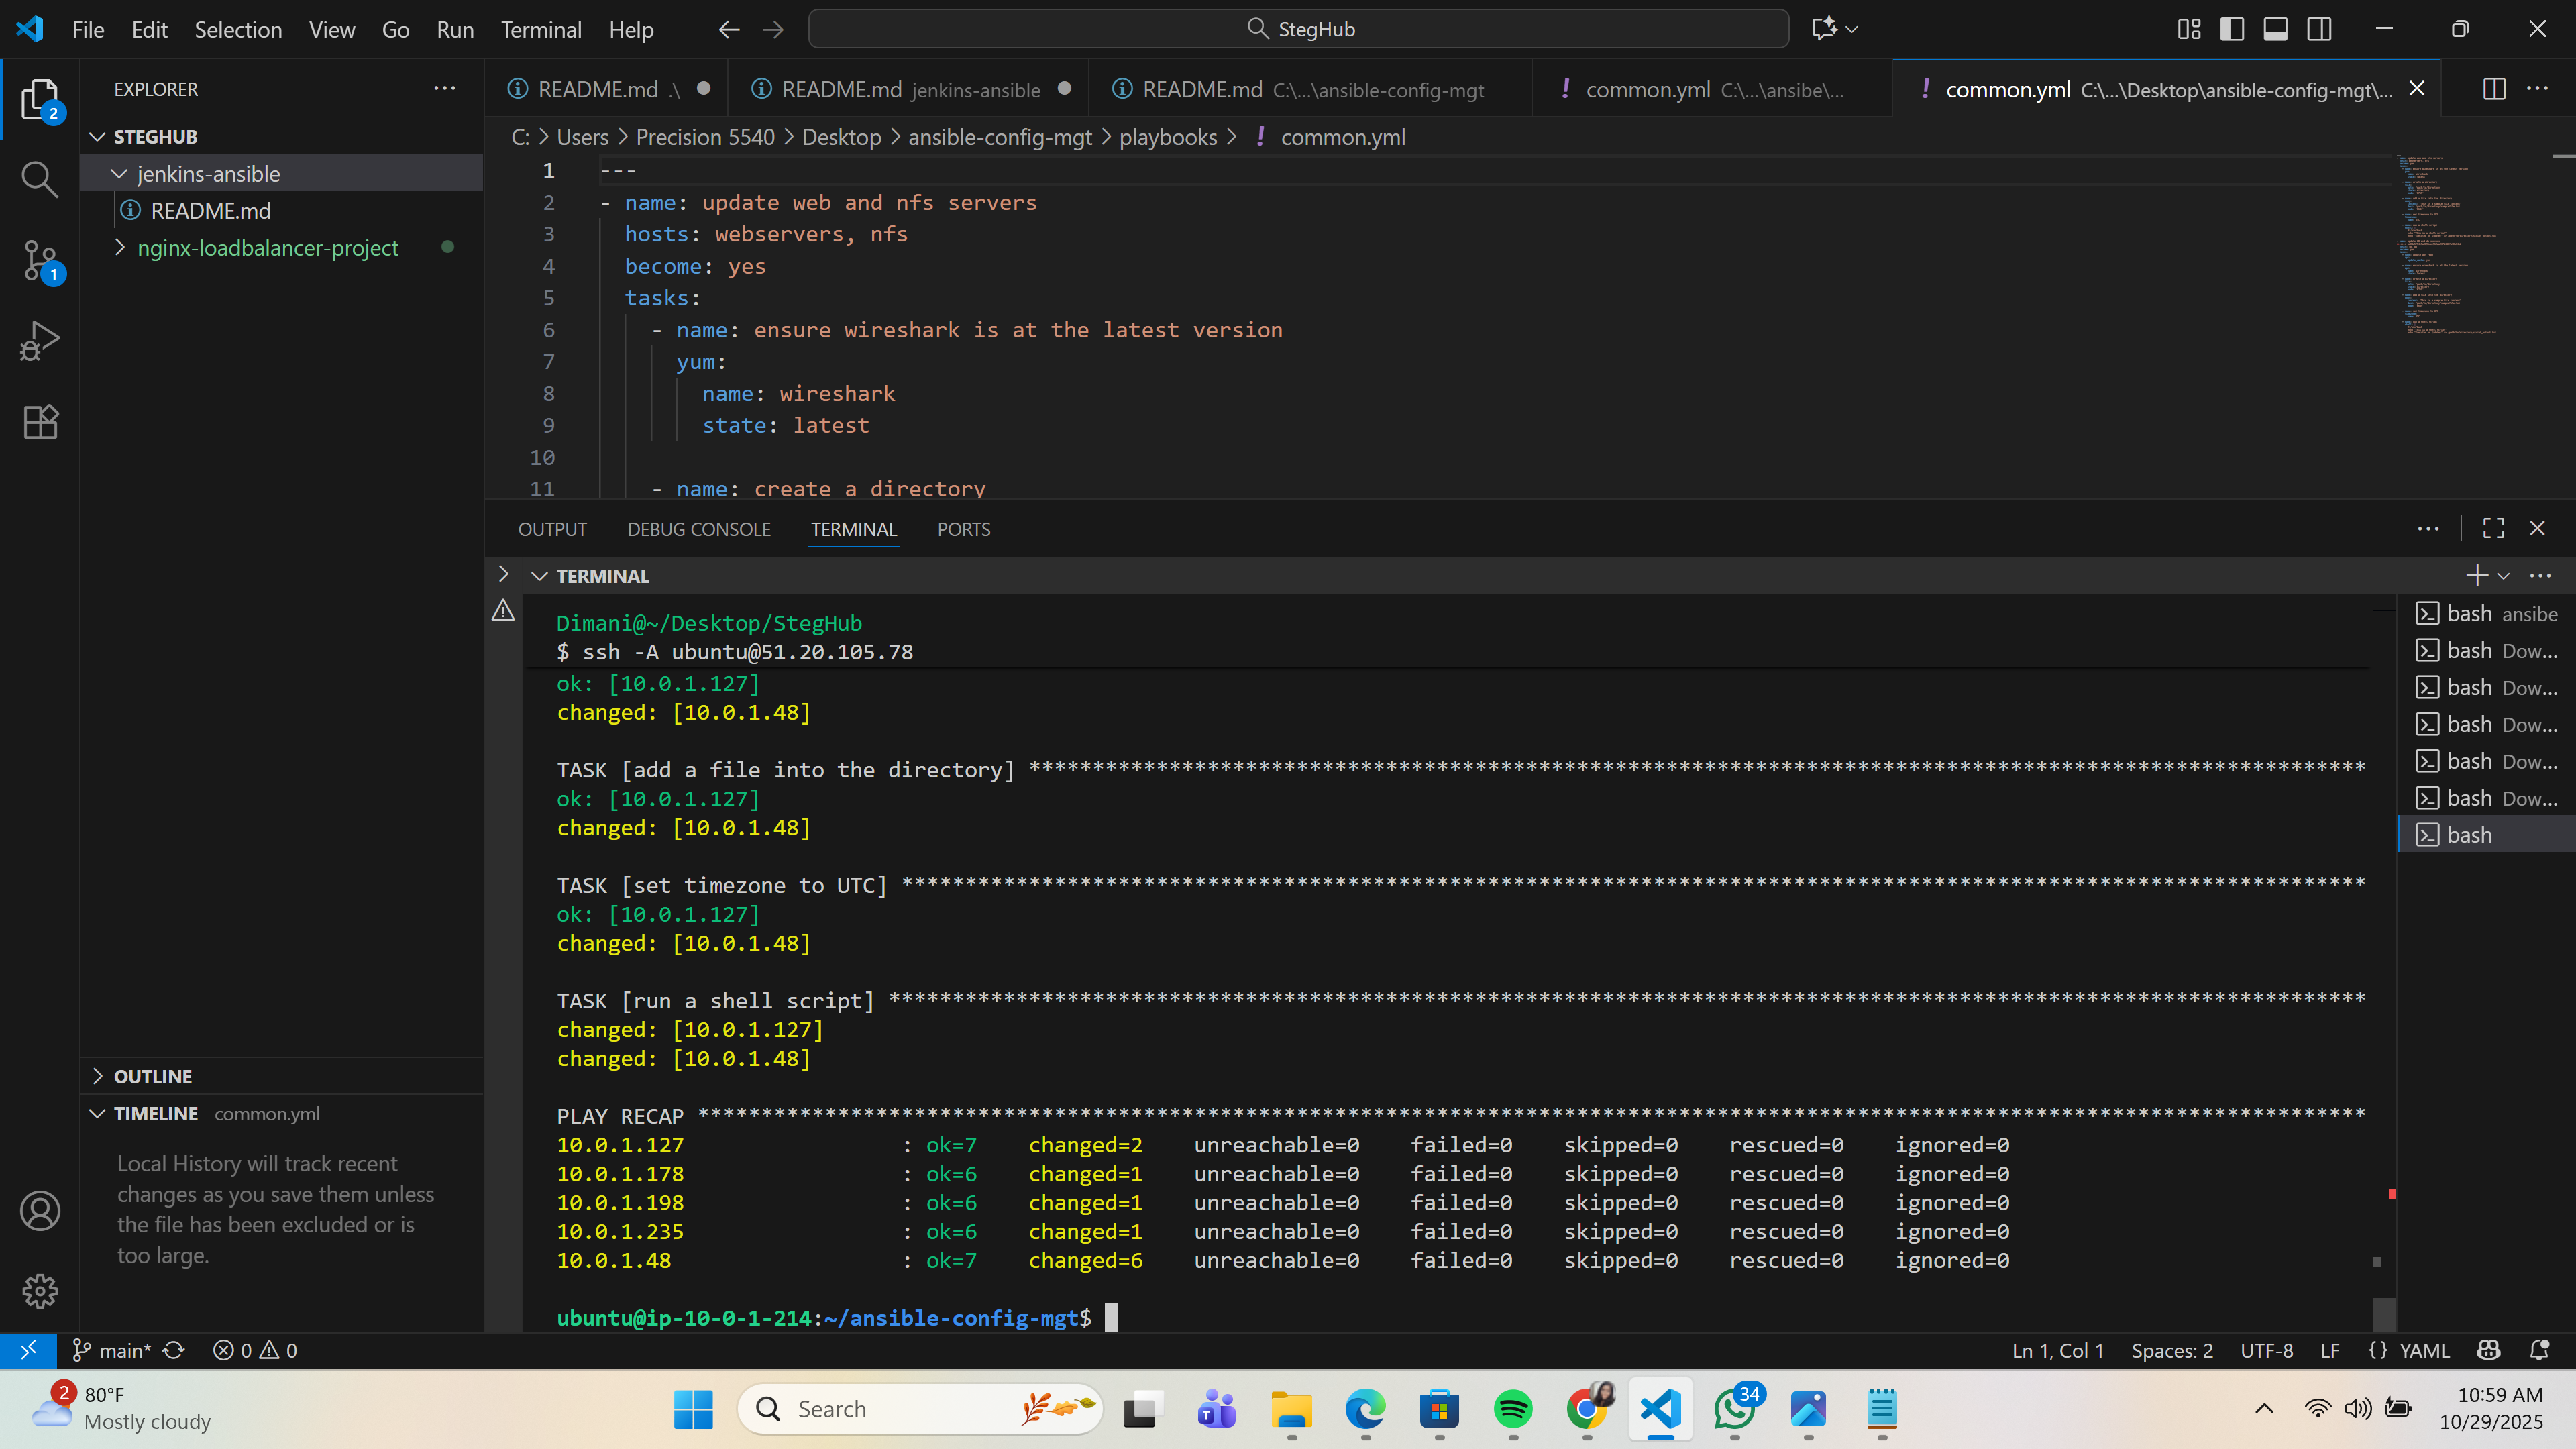 File Edit Selection View Go Run Terminal Help
StegHub
EXPLORER
2
STEGHUB
jenkins-ansible
README.md
nginx-loadbalancer-project
1
OUTLINE
TIMELINE common.yml
Local History will track recent
changes as you save them unless
the file has been excluded or is
too large.
README.md .\
README.md jenkins-ansible
README.md C:\...\ansible-config-mgt
! common.yml C:\...\ansibe\...
! common.yml C:\...\Desktop\ansible-config-mgt\...
C: > Users > Precision 5540 > Desktop > ansible-config-mgt > playbooks > ! common.yml
1 ---
2 - name: update web and nfs servers
3 hosts: webservers, nfs
4 become: yes
5 tasks:
6 - name: ensure wireshark is at the latest version
7 yum:
8 name: wireshark
9 state: latest
10
11 - name: create a directory
OUTPUT DEBUG CONSOLE TERMINAL PORTS
TERMINAL
Dimani@~/Desktop/StegHub
$ ssh -A ubuntu@51.20.105.78
ok: [10.0.1.127]
changed: [10.0.1.48]
TASK [add a file into the directory] *********************************************************************************************************
ok: [10.0.1.127]
changed: [10.0.1.48]
TASK [set timezone to UTC] *******************************************************************************************************************
ok: [10.0.1.127]
changed: [10.0.1.48]
TASK [run a shell script] ********************************************************************************************************************
changed: [10.0.1.127]
changed: [10.0.1.48]
PLAY RECAP ***********************************************************************************************************************************
10.0.1.127 : ok=7 changed=2 unreachable=0 failed=0 skipped=0 rescued=0 ignored=0
10.0.1.178 : ok=6 changed=1 unreachable=0 failed=0 skipped=0 rescued=0 ignored=0
10.0.1.198 : ok=6 changed=1 unreachable=0 failed=0 skipped=0 rescued=0 ignored=0
10.0.1.235 : ok=6 changed=1 unreachable=0 failed=0 skipped=0 rescued=0 ignored=0
10.0.1.48 : ok=7 changed=6 unreachable=0 failed=0 skipped=0 rescued=0 ignored=0
ubuntu@ip-10-0-1-214:~/ansible-config-mgt$
bash ansibe
bash Dow...
bash Dow...
bash Dow...
bash Dow...
bash Dow...
bash
main* 0 0
Ln 1, Col 1 Spaces: 2 UTF-8 LF {} YAML
2
80°F
Mostly cloudy
Search
34
10:59 AM
10/29/2025